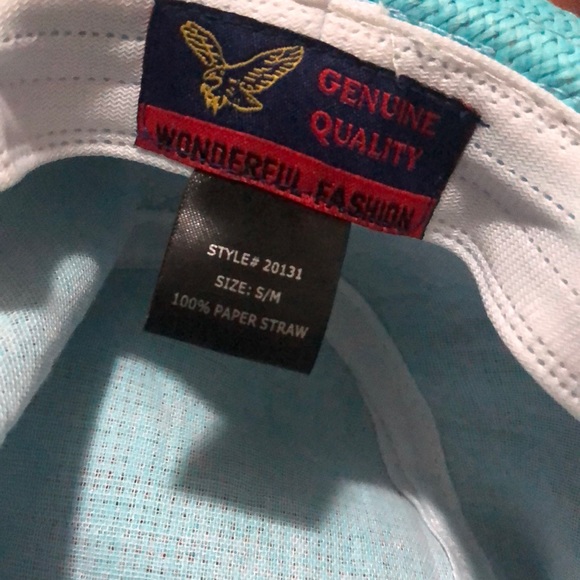 GENUINE
QUALITY
WONDERFUL FASHION
STYLE# 20131
SIZE: S/M
100% PAPER STRAW